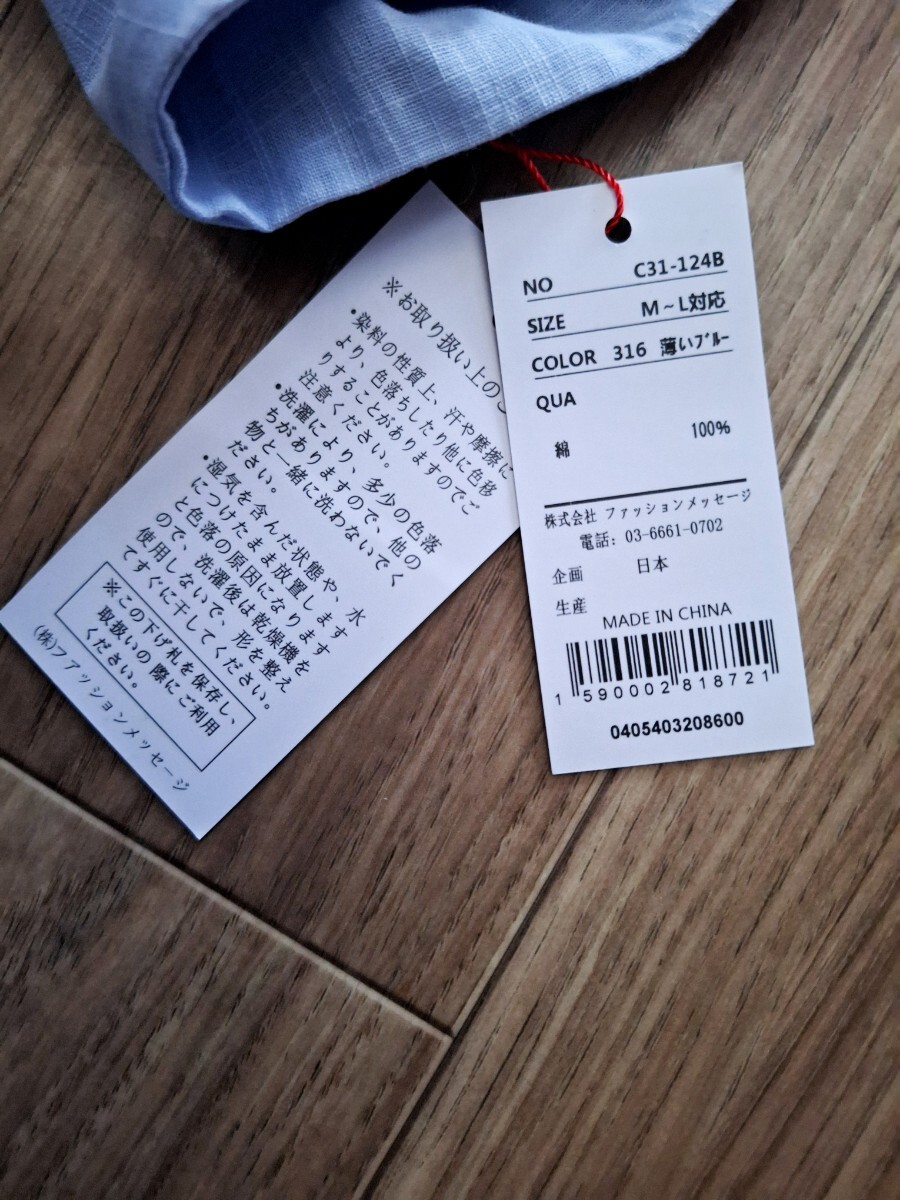 ※お取り扱い上のご
•染料の性質上、汗や摩擦に
より、色落ちしたり他に色移
りすることがありますのでご
注意ください。
•洗濯により、多少の色落
ちがありますので、他の
物と一緒に洗わないでく
ださい。
•湿気を含んだ状態や、水
につけたまま放置します
と色落の原因になります
ので、洗濯後は乾燥機を
使用しないで、形を整え
てすぐに干してください。
※この下げ札を保存し、
取扱いの際にご利用
ください。
(株)ファッションメッセージ
NO C31-124B
SIZE M~L対応
COLOR 316 薄いブルー
QUA
綿 100%
株式会社 ファッションメッセージ
電話: 03-6661-0702
企画 日本
生産
MADE IN CHINA
1 590002 818721
0405403208600